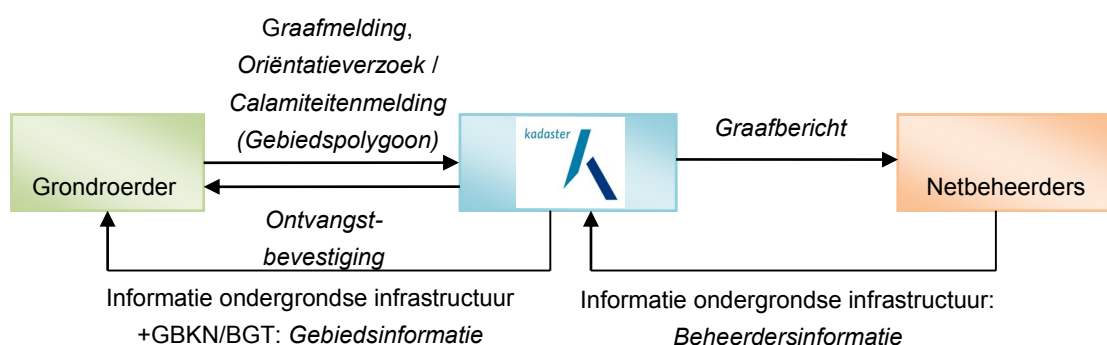 Graafmelding,
Oriëntatieverzoek /
Calamiteitenmelding
(Gebiedspolygoon)
Grondroerder
kadaster
Graafbericht
Netbeheerders
Ontvangst-
bevestiging
Informatie ondergrondse infrastructuur
+GBKN/BGT: Gebiedsinformatie
Informatie ondergrondse infrastructuur:
Beheerdersinformatie